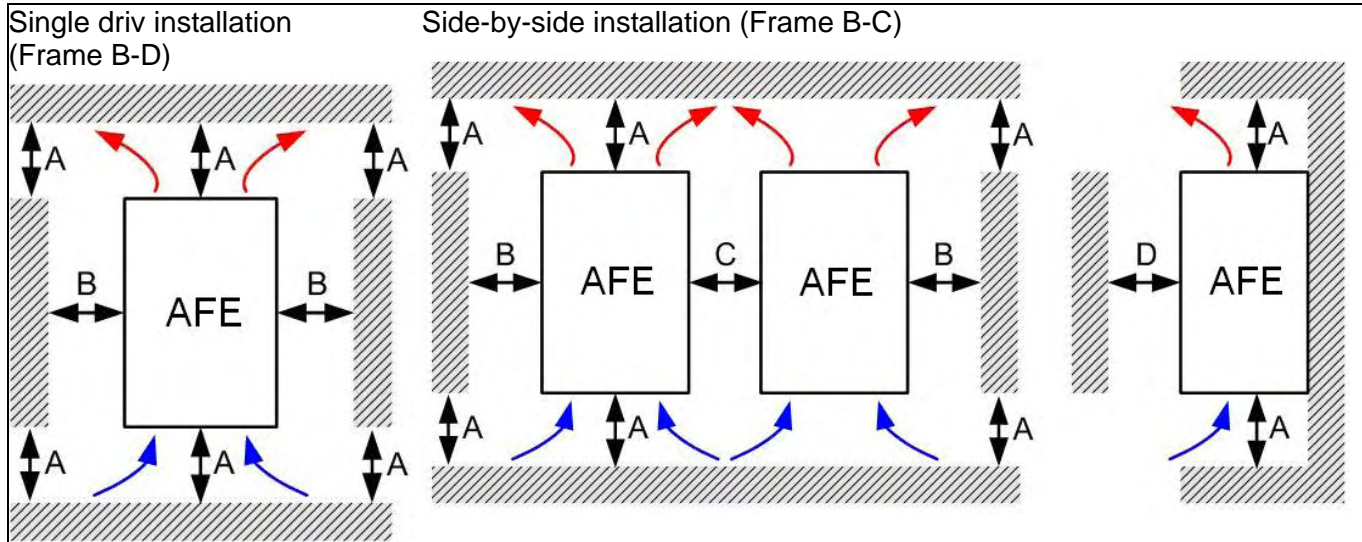 Single driv installation
(Frame B-D)
Side-by-side installation (Frame B-C)
A A A
B AFE B
A A A
A A A A
B AFE C AFE B D AFE
A A A A